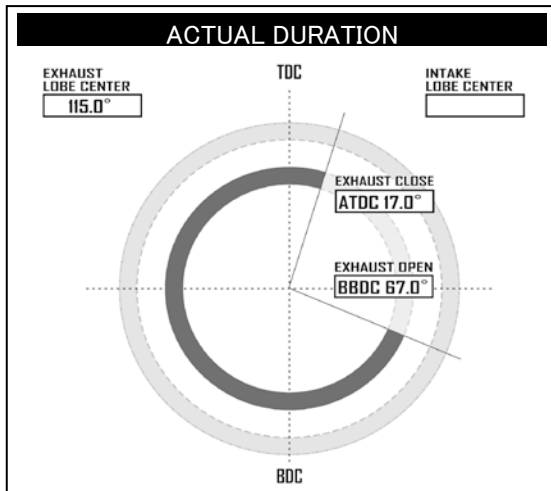 ACTUAL DURATION
EXHAUST
LOBE CENTER
115.0°
TDC
INTAKE
LOBE CENTER
EXHAUST CLOSE
ATDC 17.0°
EXHAUST OPEN
BBDC 67.0°
BDC